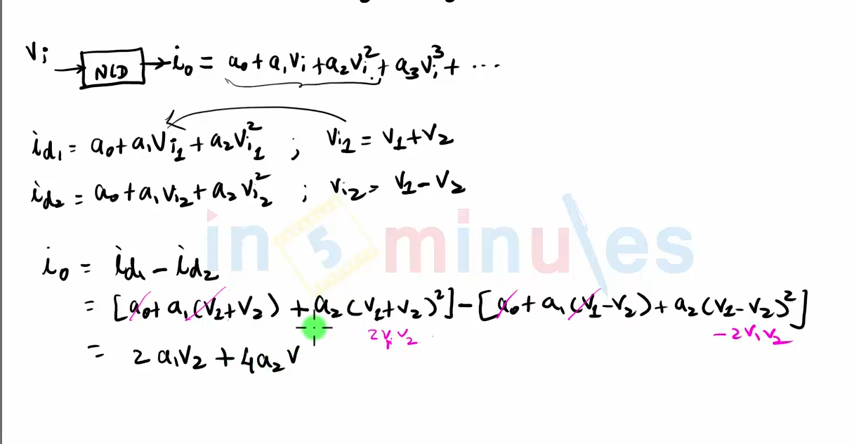 Vi → NLD → i₀ = a₀ + a₁Vi + a₂Vi² + a₃Vi³ + ...
id₁ = a₀ + a₁Vi₁ + a₂Vi₁² ; Vi₁ = V₁ + V₂
id₂ = a₀ + a₁Vi₂ + a₂Vi₂² ; Vi₂ = V₁ - V₂
in 5 minutes
i₀ = id₁ - id₂
= [a₀ + a₁(V₁ + V₂) + a₂(V₁ + V₂)²] - [a₀ + a₁(V₁ - V₂) + a₂(V₁ - V₂)²]
2V₁V₂ -2V₁V₂
= 2a₁V₂ + 4a₂V